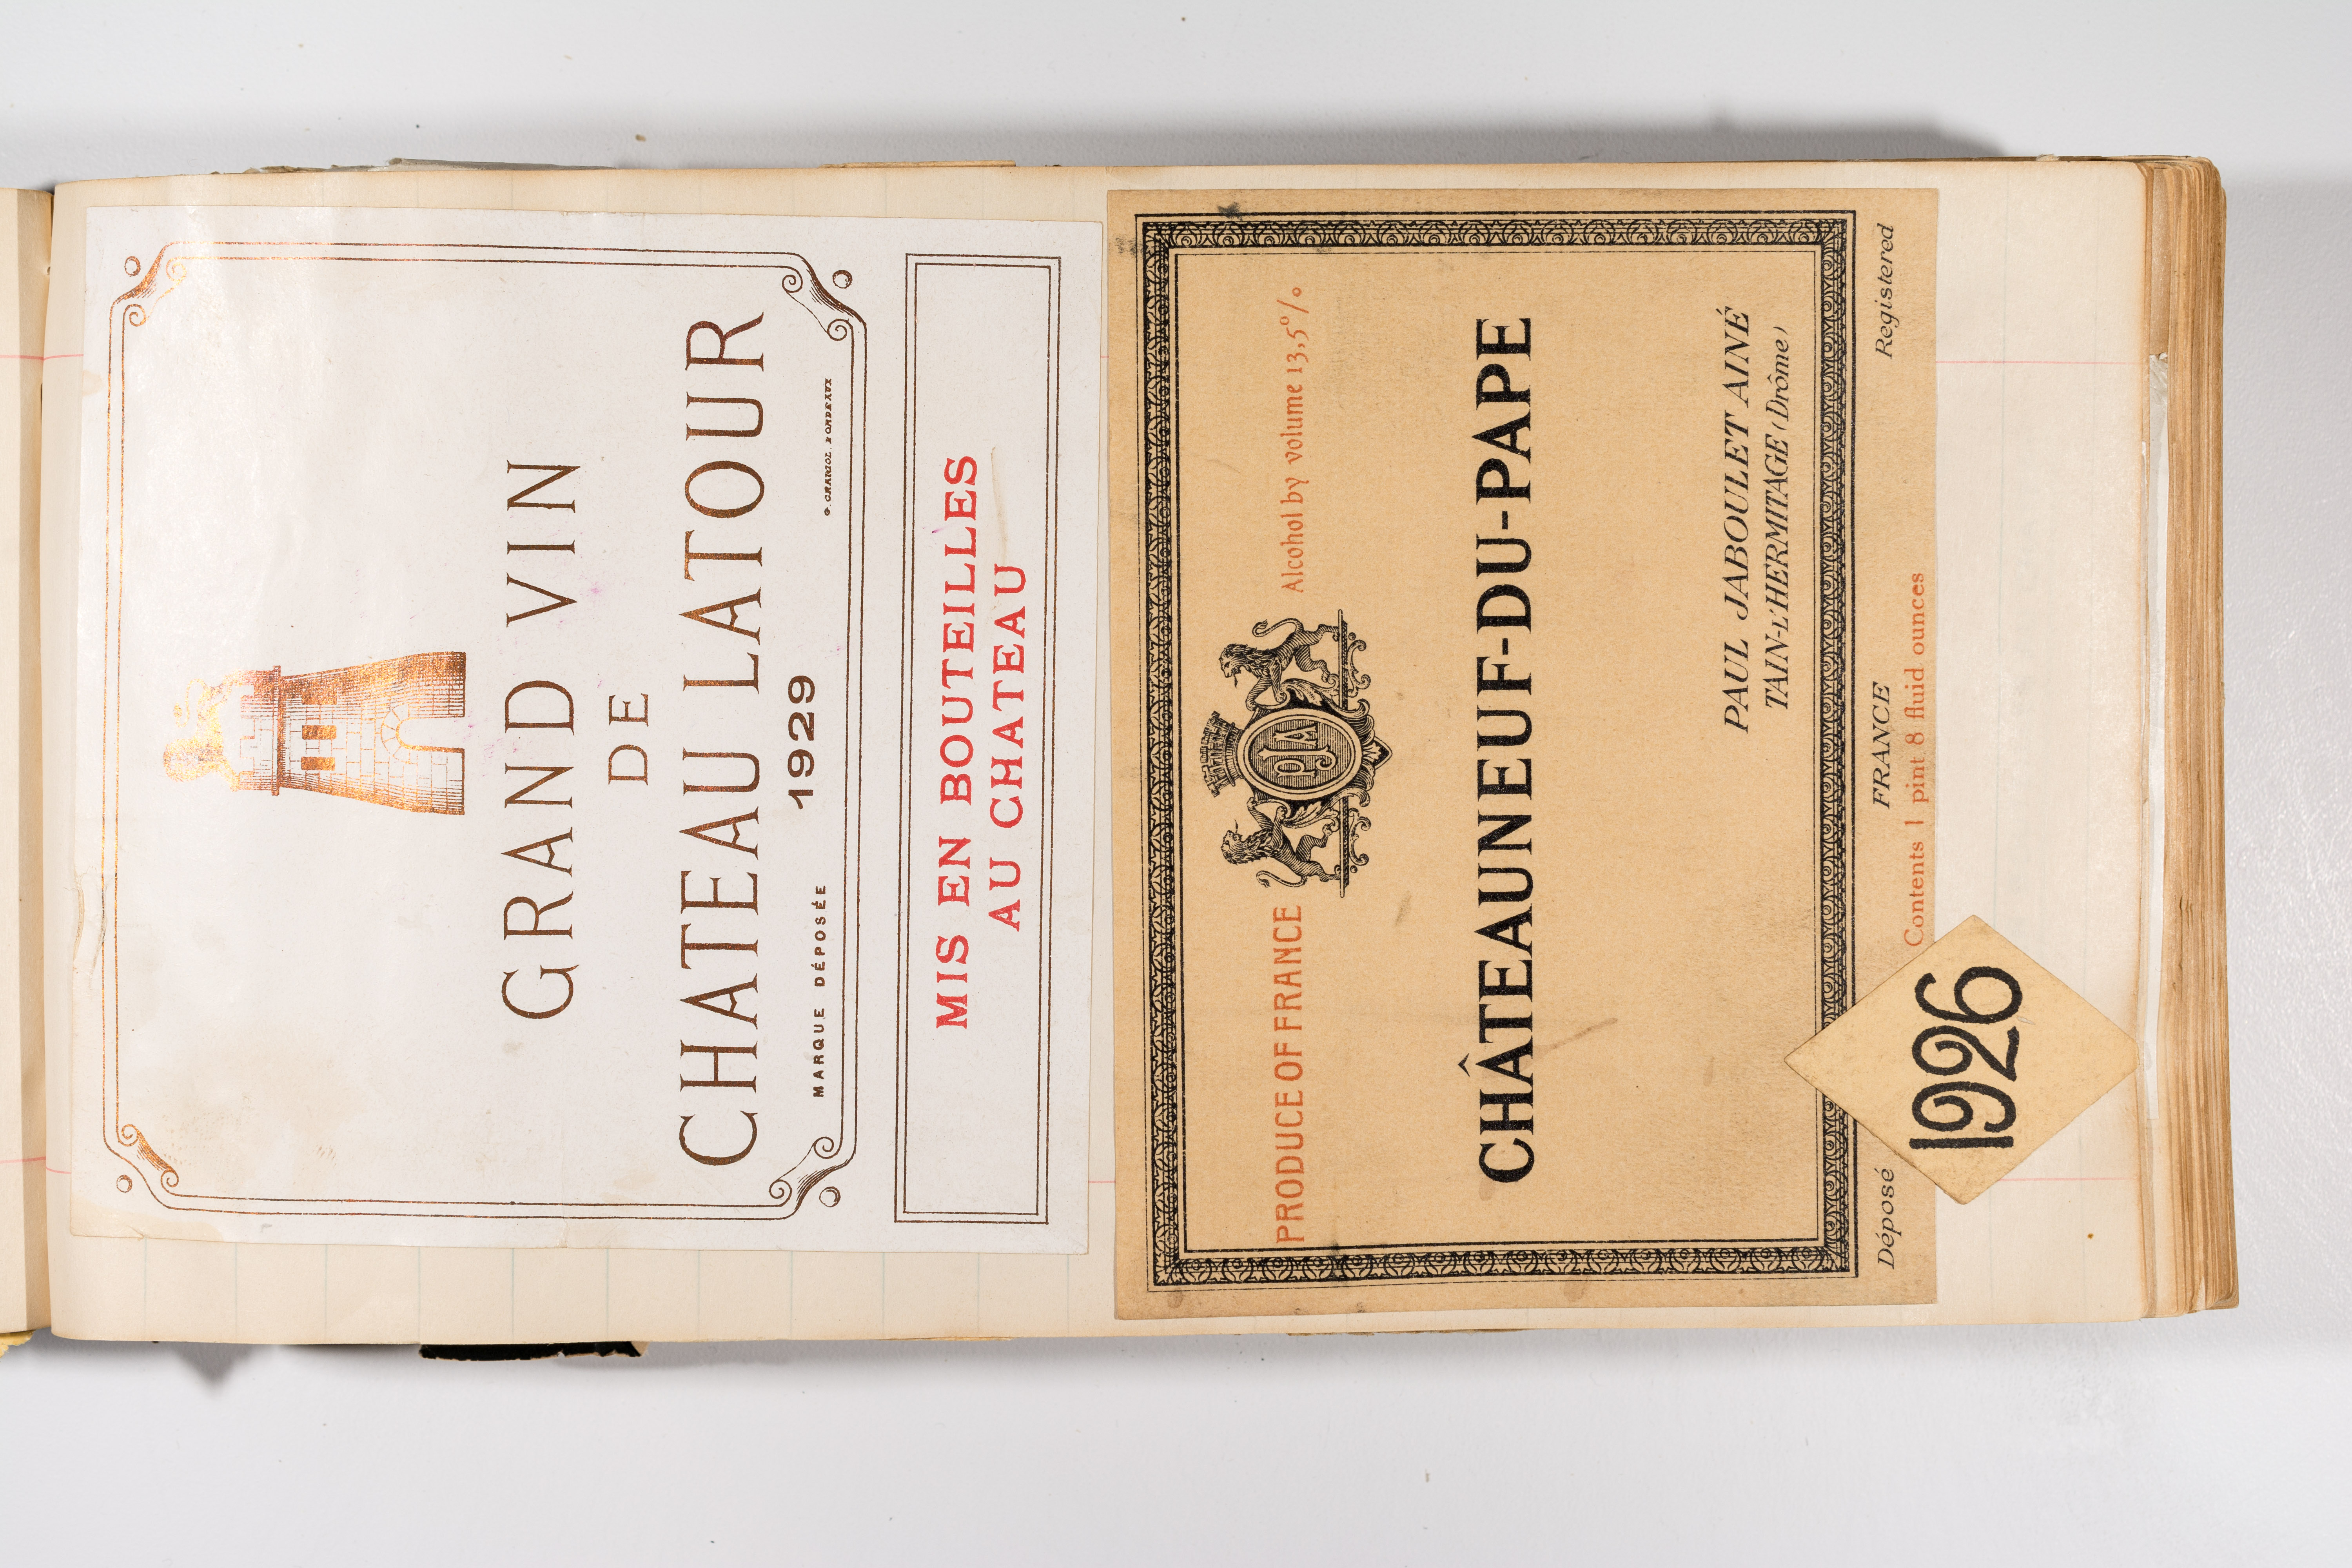 GRAND VIN
DE
CHATEAU LATOUR
1929
MARQUE DÉPOSÉE
BORDEAUX
MIS EN BOUTEILLES
AU CHATEAU
PRODUCE OF FRANCE
PJA
Alcohol by volume 13,5%
CHÂTEAUNEUF-DU-PAPE
PAUL JABOULET AINÉ
TAIN-L'HERMITAGE (Drôme)
Déposé
FRANCE
Registered
Contents 1 pint 8 fluid ounces
1926